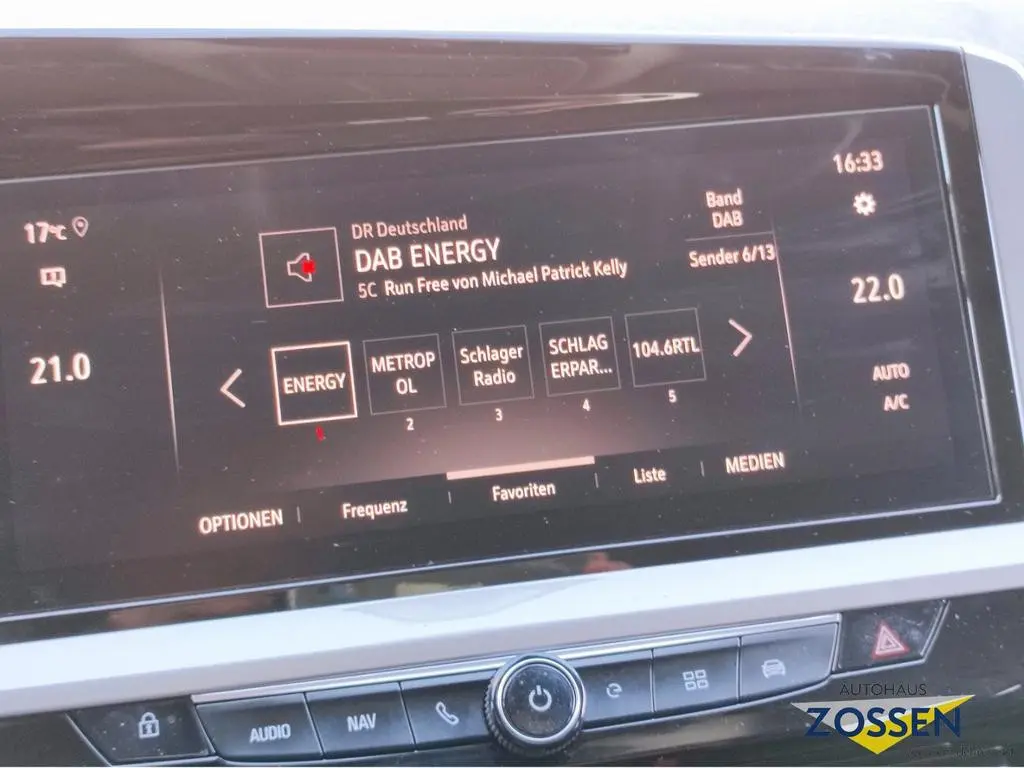 17°C
16:33
DR Deutschland
DAB ENERGY
5C Run Free von Michael Patrick Kelly
Band
DAB
Sender 6/13
21.0
22.0
ENERGY
METROP
OL
Schlager
Radio
SCHLAG
ERPAR...
104.6RTL
1
2
3
4
5
AUTO
A/C
OPTIONEN
Frequenz
Favoriten
Liste
MEDIEN
AUDIO
NAV
AUTOHAUS
ZOSSEN